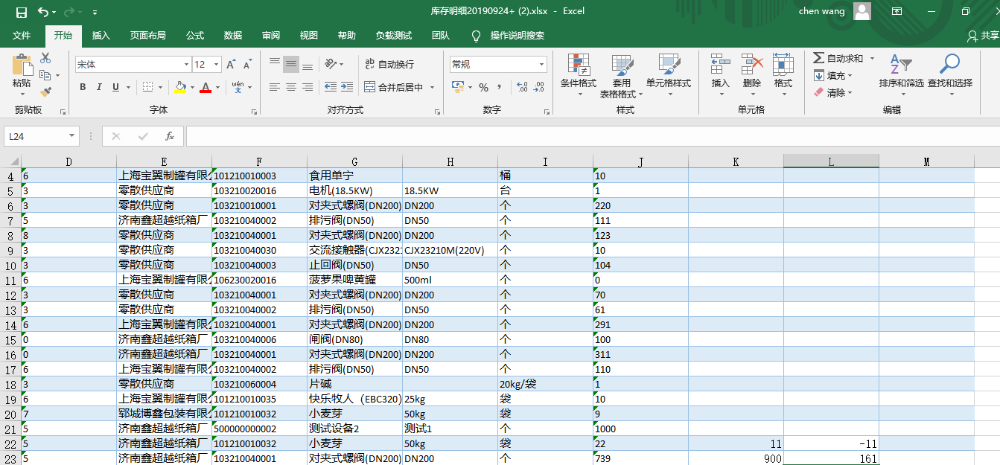 库存明细20190924+ (2).xlsx - Excel
chen wang
文件 开始 插入 页面布局 公式 数据 审阅 视图 帮助 负载测试 团队 操作说明搜索 共享
宋体 12 自动换行 常规 自动求和
粘贴 B I U A wén 文 合并后居中 % 条件格式 套用 表格格式 单元格样式 插入 删除 格式 填充 清除 排序和筛选 查找和选择
剪贴板 字体 对齐方式 数字 样式 单元格 编辑
L24 fx
D E F G H I J K L M
4 6 上海宝翼制罐有限公 101210010003 食用单宁 桶 10
5 3 零散供应商 103210020016 电机(18.5KW) 18.5KW 台 1
6 3 零散供应商 103210010001 对夹式螺阀(DN200) DN200 个 220
7 5 济南鑫超越纸箱厂 103210040002 排污阀(DN50) DN50 个 111
8 8 零散供应商 103210040001 对夹式螺阀(DN200) DN200 个 123
9 3 零散供应商 103210040030 交流接触器(CJX2321 CJX23210M(220V) 个 10
10 3 零散供应商 103210040003 止回阀(DN50) DN50 个 104
11 6 上海宝翼制罐有限公 106230020016 菠萝果啤黄罐 500ml 个 0
12 3 零散供应商 103210040001 对夹式螺阀(DN200) DN200 个 70
13 3 零散供应商 103210040002 排污阀(DN50) DN50 个 61
14 6 上海宝翼制罐有限公 103210040001 对夹式螺阀(DN200) DN200 个 291
15 0 济南鑫超越纸箱厂 103210040006 闸阀(DN80) DN80 个 100
16 0 济南鑫超越纸箱厂 103210040001 对夹式螺阀(DN200) DN200 个 311
17 6 上海宝翼制罐有限公 103210040002 排污阀(DN50) DN50 个 110
18 3 零散供应商 103210060004 片碱 20kg/袋 1
19 6 上海宝翼制罐有限公 101210010035 快乐牧人（EBC320) 25kg 袋 10
20 7 郓城博鑫包装有限公 101210010032 小麦芽 50kg 袋 9
21 5 济南鑫超越纸箱厂 500000000002 测试设备2 测试1 个 1000
22 5 济南鑫超越纸箱厂 101210010032 小麦芽 50kg 袋 22 11 -11
23 5 济南鑫超越纸箱厂 103210040001 对夹式螺阀(DN200) DN200 个 739 900 161